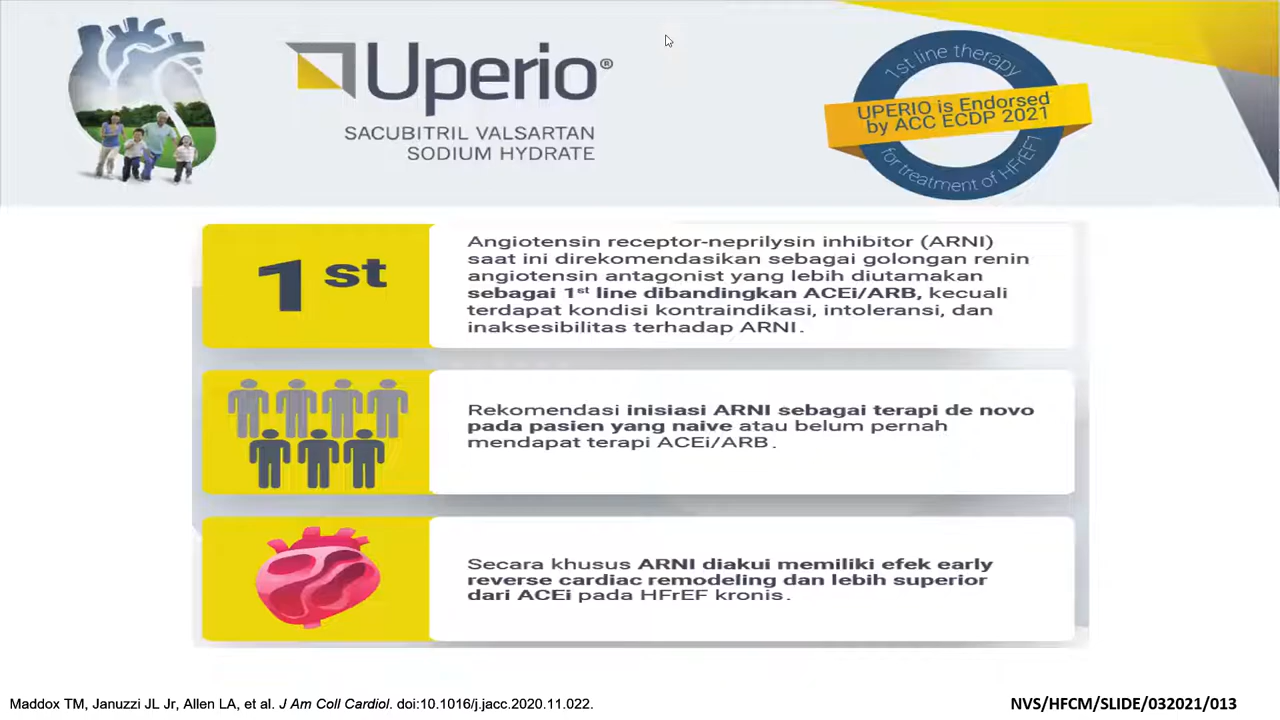 Uperio®
SACUBITRIL VALSARTAN
SODIUM HYDRATE
1st line therapy
UPERIO is Endorsed
by ACC ECDP 2021
for treatment of HFrEF1
1st
Angiotensin receptor-neprilysin inhibitor (ARNI)
saat ini direkomendasikan sebagai golongan renin
angiotensin antagonist yang lebih diutamakan
sebagai 1st line dibandingkan ACEi/ARB, kecuali
terdapat kondisi kontraindikasi, intoleransi, dan
inaksesibilitas terhadap ARNI.
Rekomendasi inisiasi ARNI sebagai terapi de novo
pada pasien yang naive atau belum pernah
mendapat terapi ACEi/ARB.
Secara khusus ARNI diakui memiliki efek early
reverse cardiac remodeling dan lebih superior
dari ACEi pada HFrEF kronis.
Maddox TM, Januzzi JL Jr, Allen LA, et al. J Am Coll Cardiol. doi:10.1016/j.jacc.2020.11.022.
NVS/HFCM/SLIDE/032021/013